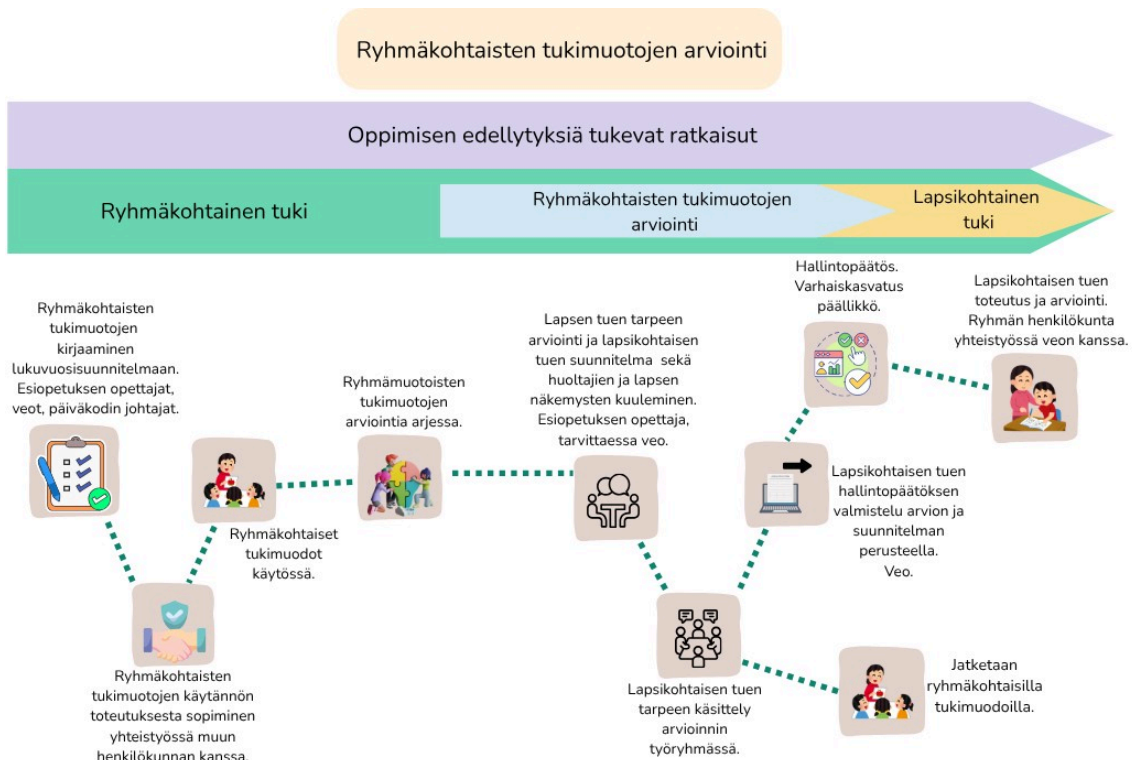 Ryhmäkohtaisten tukimuotojen arviointi
Oppimisen edellytyksiä tukevat ratkaisut
Ryhmäkohtainen tuki
Ryhmäkohtaisten tukimuotojen
arviointi
Lapsikohtainen
tuki
Ryhmäkohtaisten
tukimuotojen
kirjaaminen
lukuvuosisuunnitelmaan.
Esiopetuksen opettajat,
veot, päiväkodin johtajat.
Ryhmäkohtaisten
tukimuotojen käytännön
toteutuksesta sopiminen
yhteistyössä muun
henkilökunnan kanssa.
Ryhmäkohtaiset
tukimuodot
käytössä.
Ryhmämuotoisten
tukimuotojen
arviointia arjessa.
Lapsen tuen tarpeen
arviointi ja lapsikohtaisen
tuen suunnitelma sekä
huoltajien ja lapsen
näkemysten kuuleminen.
Esiopetuksen opettaja,
tarvittaessa veo.
Lapsikohtaisen tuen
tarpeen käsittely
arvioinnin
työryhmässä.
Jatketaan
ryhmäkohtaisilla
tukimuodoilla.
Lapsikohtaisen tuen
hallintopäätöksen
valmistelu arvion ja
suunnitelman
perusteella.
Veo.
Hallintopäätös.
Varhaiskasvatus
päällikkö.
Lapsikohtaisen tuen
toteutus ja arviointi.
Ryhmän henkilökunta
yhteistyössä veon kanssa.